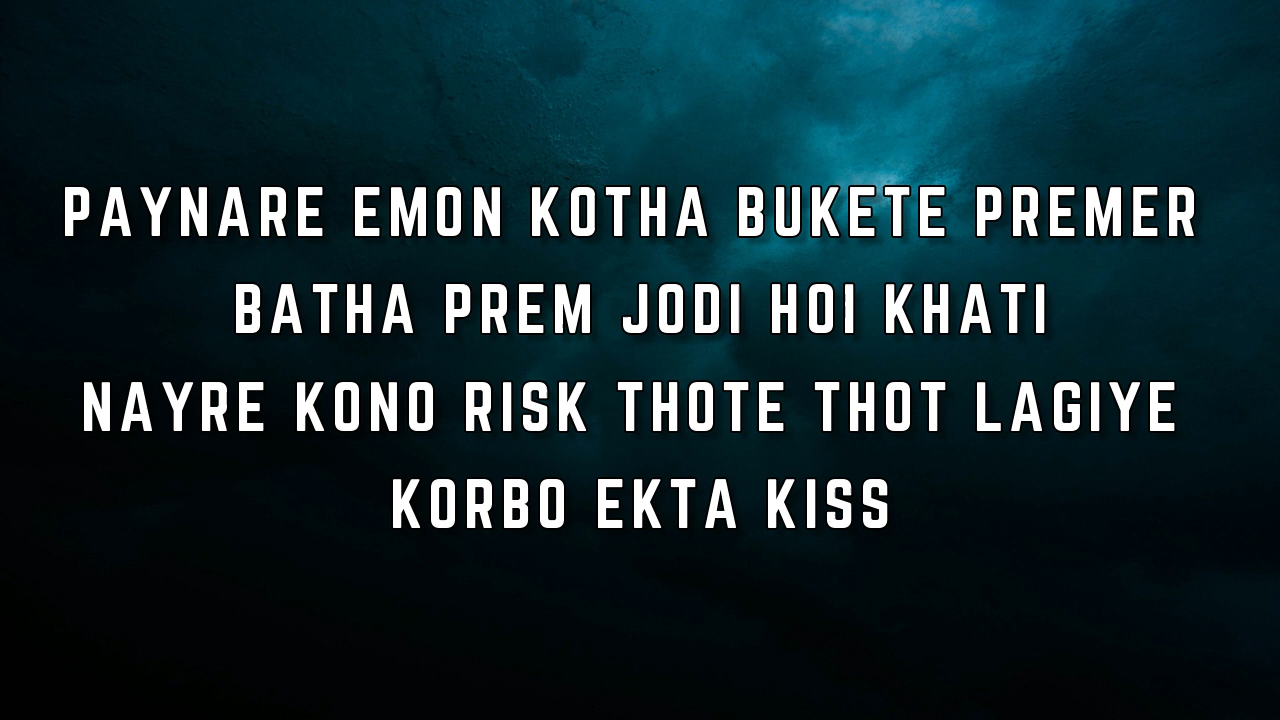 PAYNARE EMON KOTHA BUKETE PREMER
BATHA PREM JODI HOI KHATI
NAYRE KONO RISK THOTE THOT LAGIYE
KORBO EKTA KISS